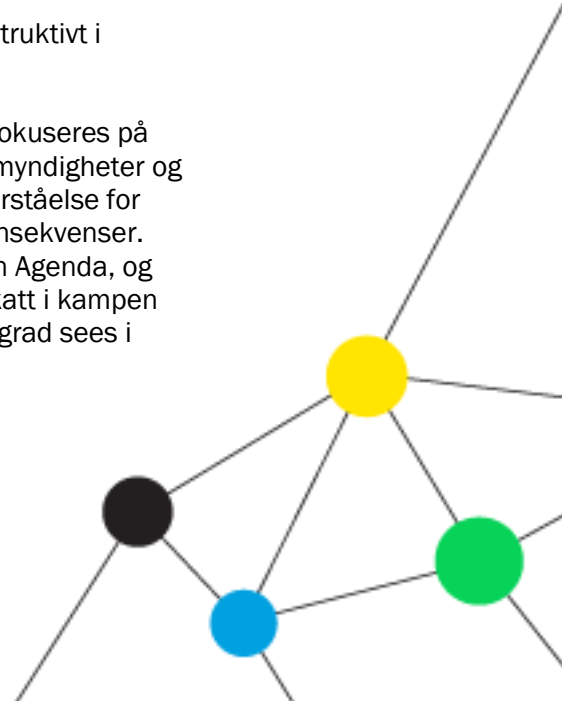 truktivt i
okuseres på
myndigheter og
rståelse for
nsekvenser.
n Agenda, og
katt i kampen
grad sees i